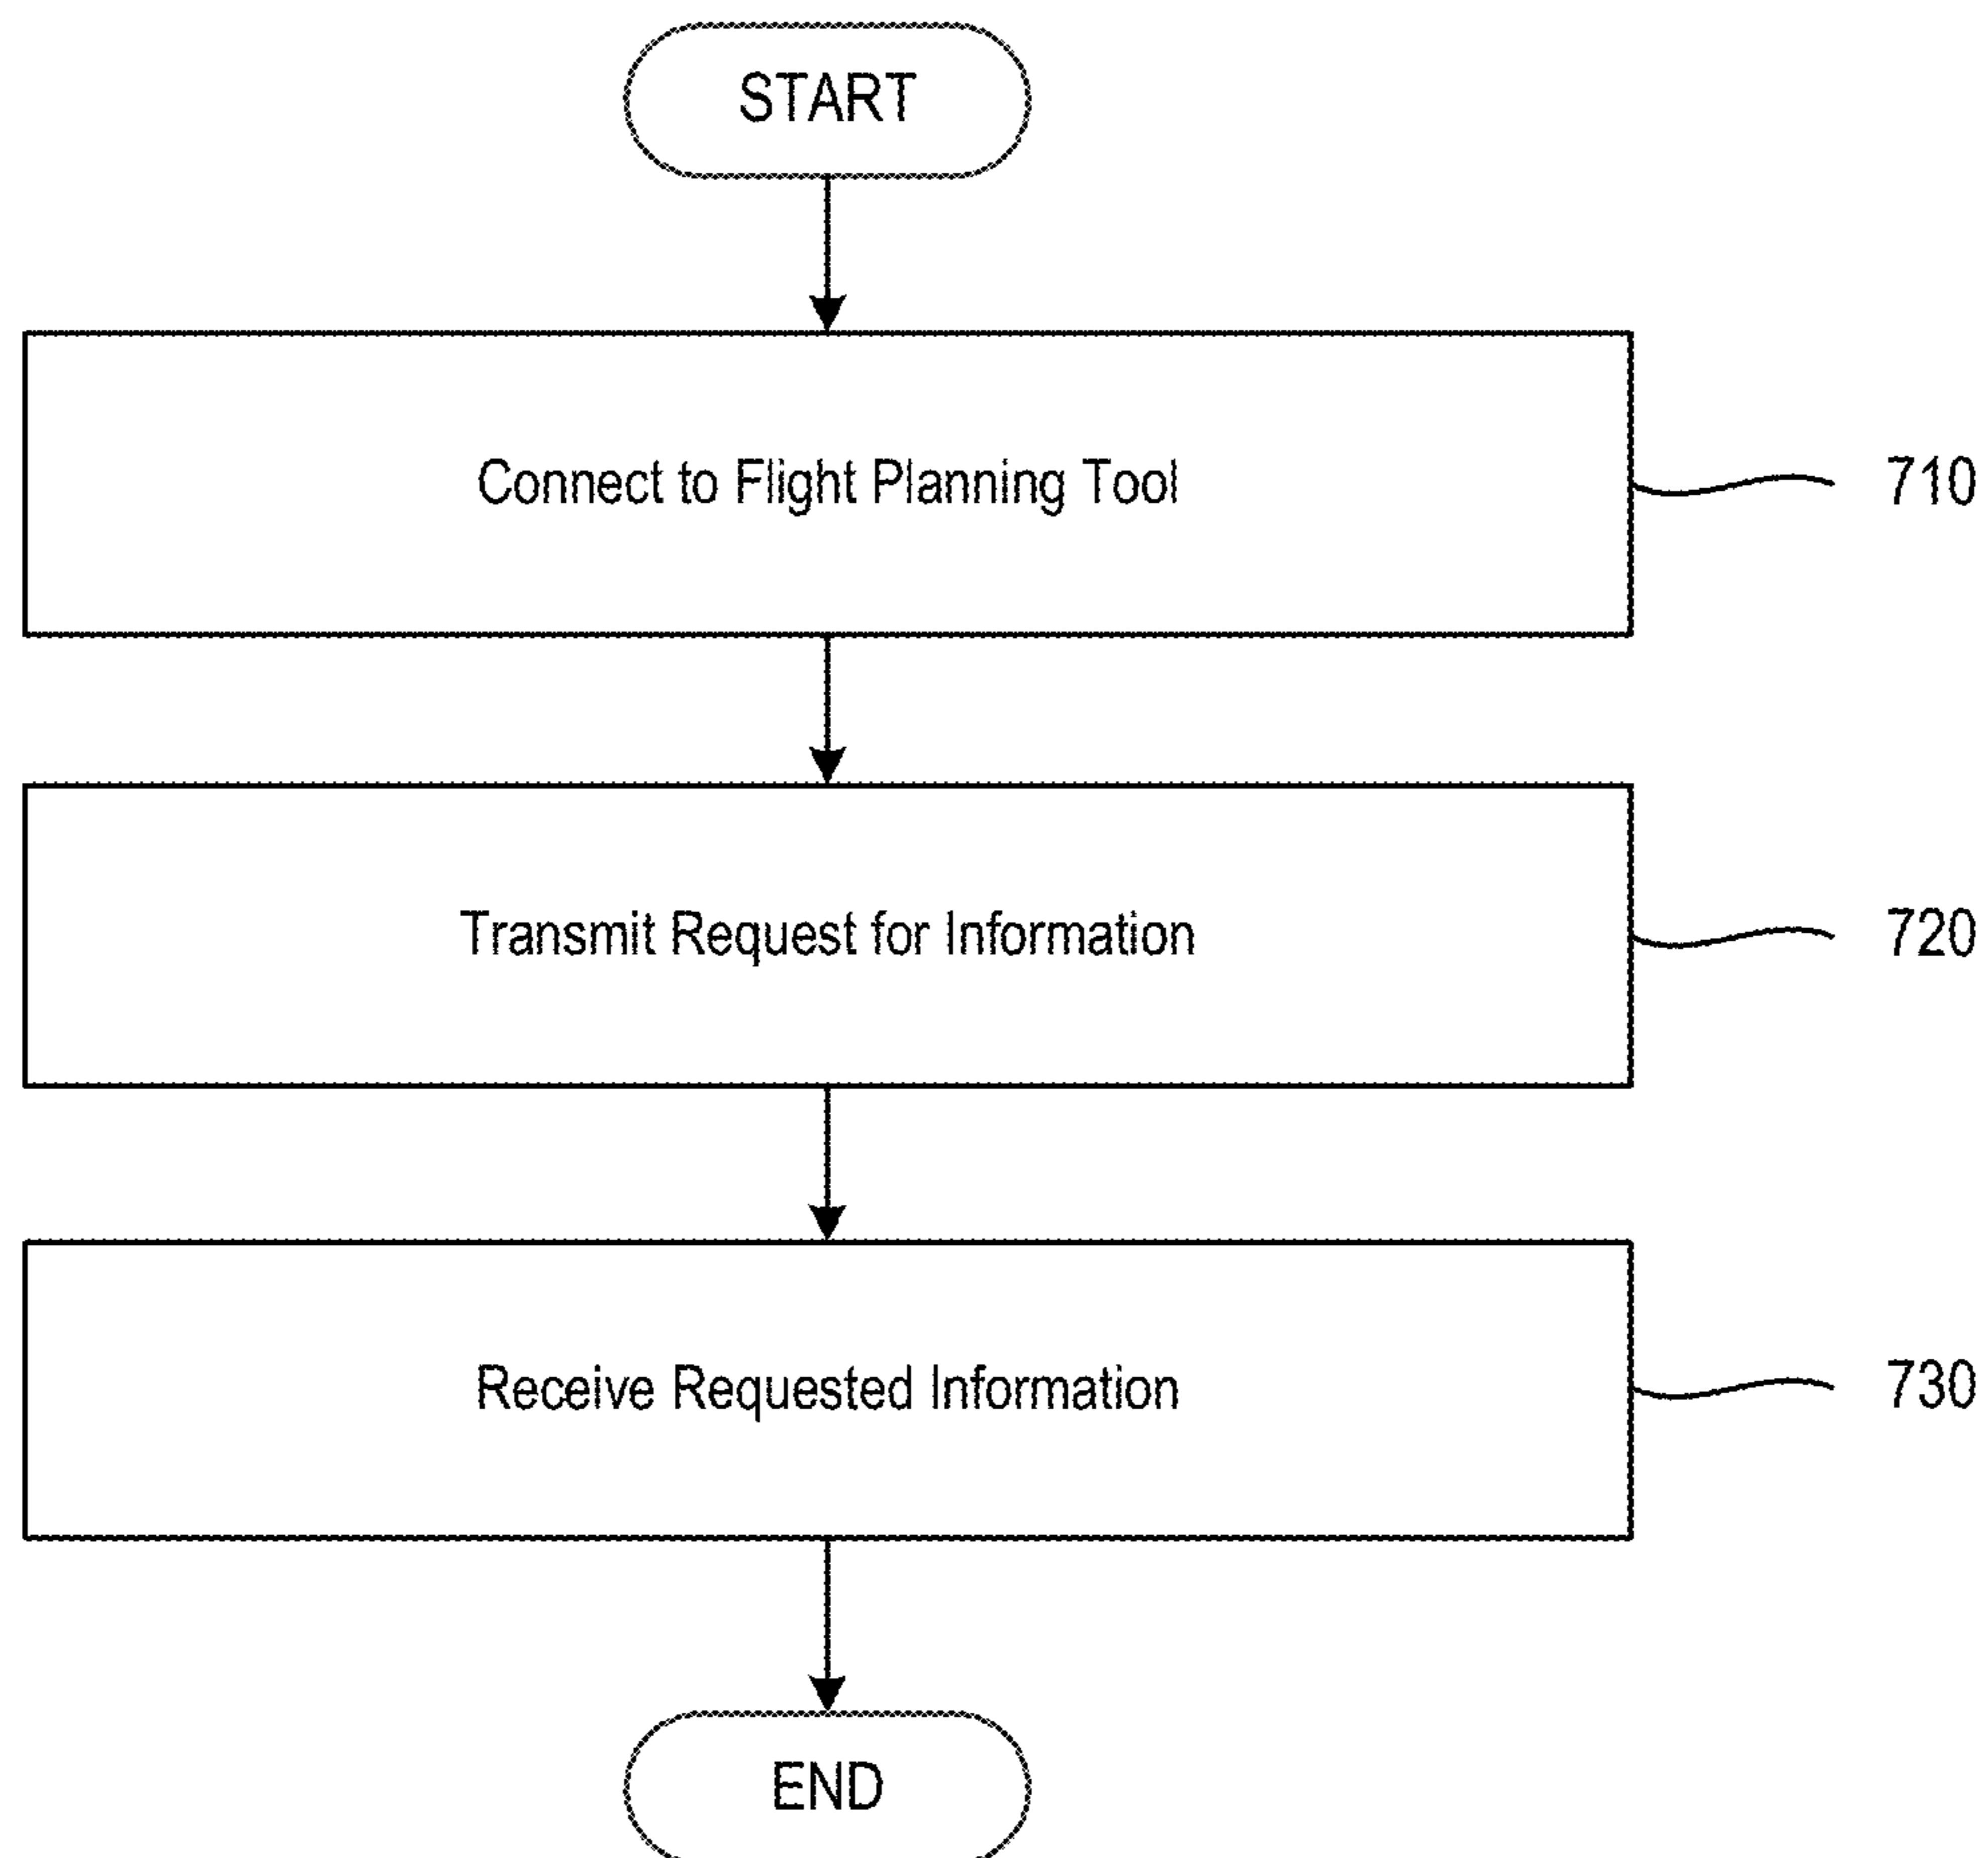 START
Connect to Flight Planning Tool
710
Transmit Request for Information
720
Receive Requested Information
730
END